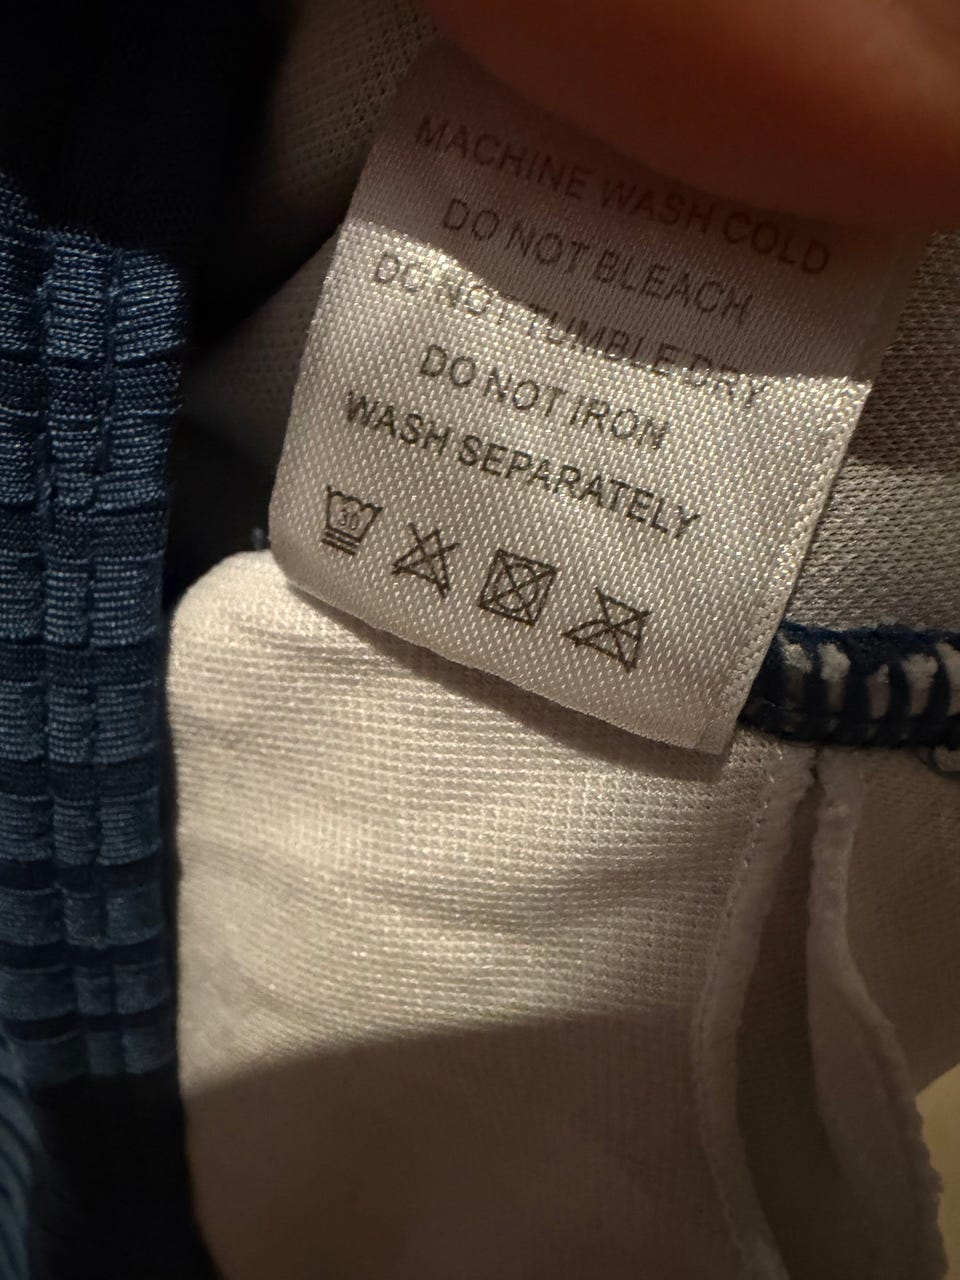 MACHINE WASH COLD
DO NOT BLEACH
DO NOT TUMBLE DRY
DO NOT IRON
WASH SEPARATELY
30